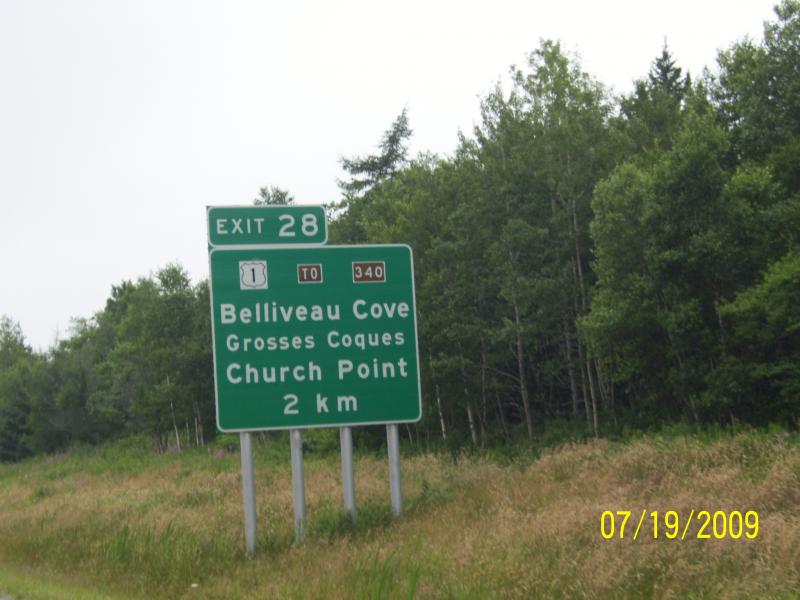 EXIT 28
1 TO 340
Belliveau Cove
Grosses Coques
Church Point
2 km
07/19/2009